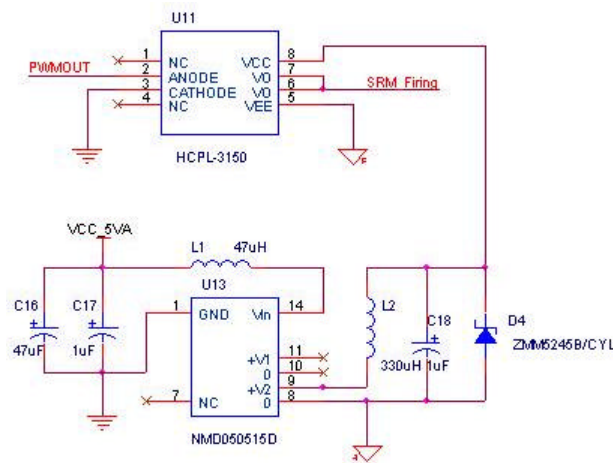 U11
1 NC VCC 8
PWMOUT 2 ANODE VO 7
3 CATHODE VO 6 SRM_Firing
4 NC VEE 5
HCPL-3150
VCC_5VA
L1 47uH
U13
C16 C17 1 GND Vin 14 L2 C18 D4
47uF 1uF +V1 11 330uH 1uF ZMM5245B/CYL
0 10
+V2 9
7 NC 0 8
NMD050515D